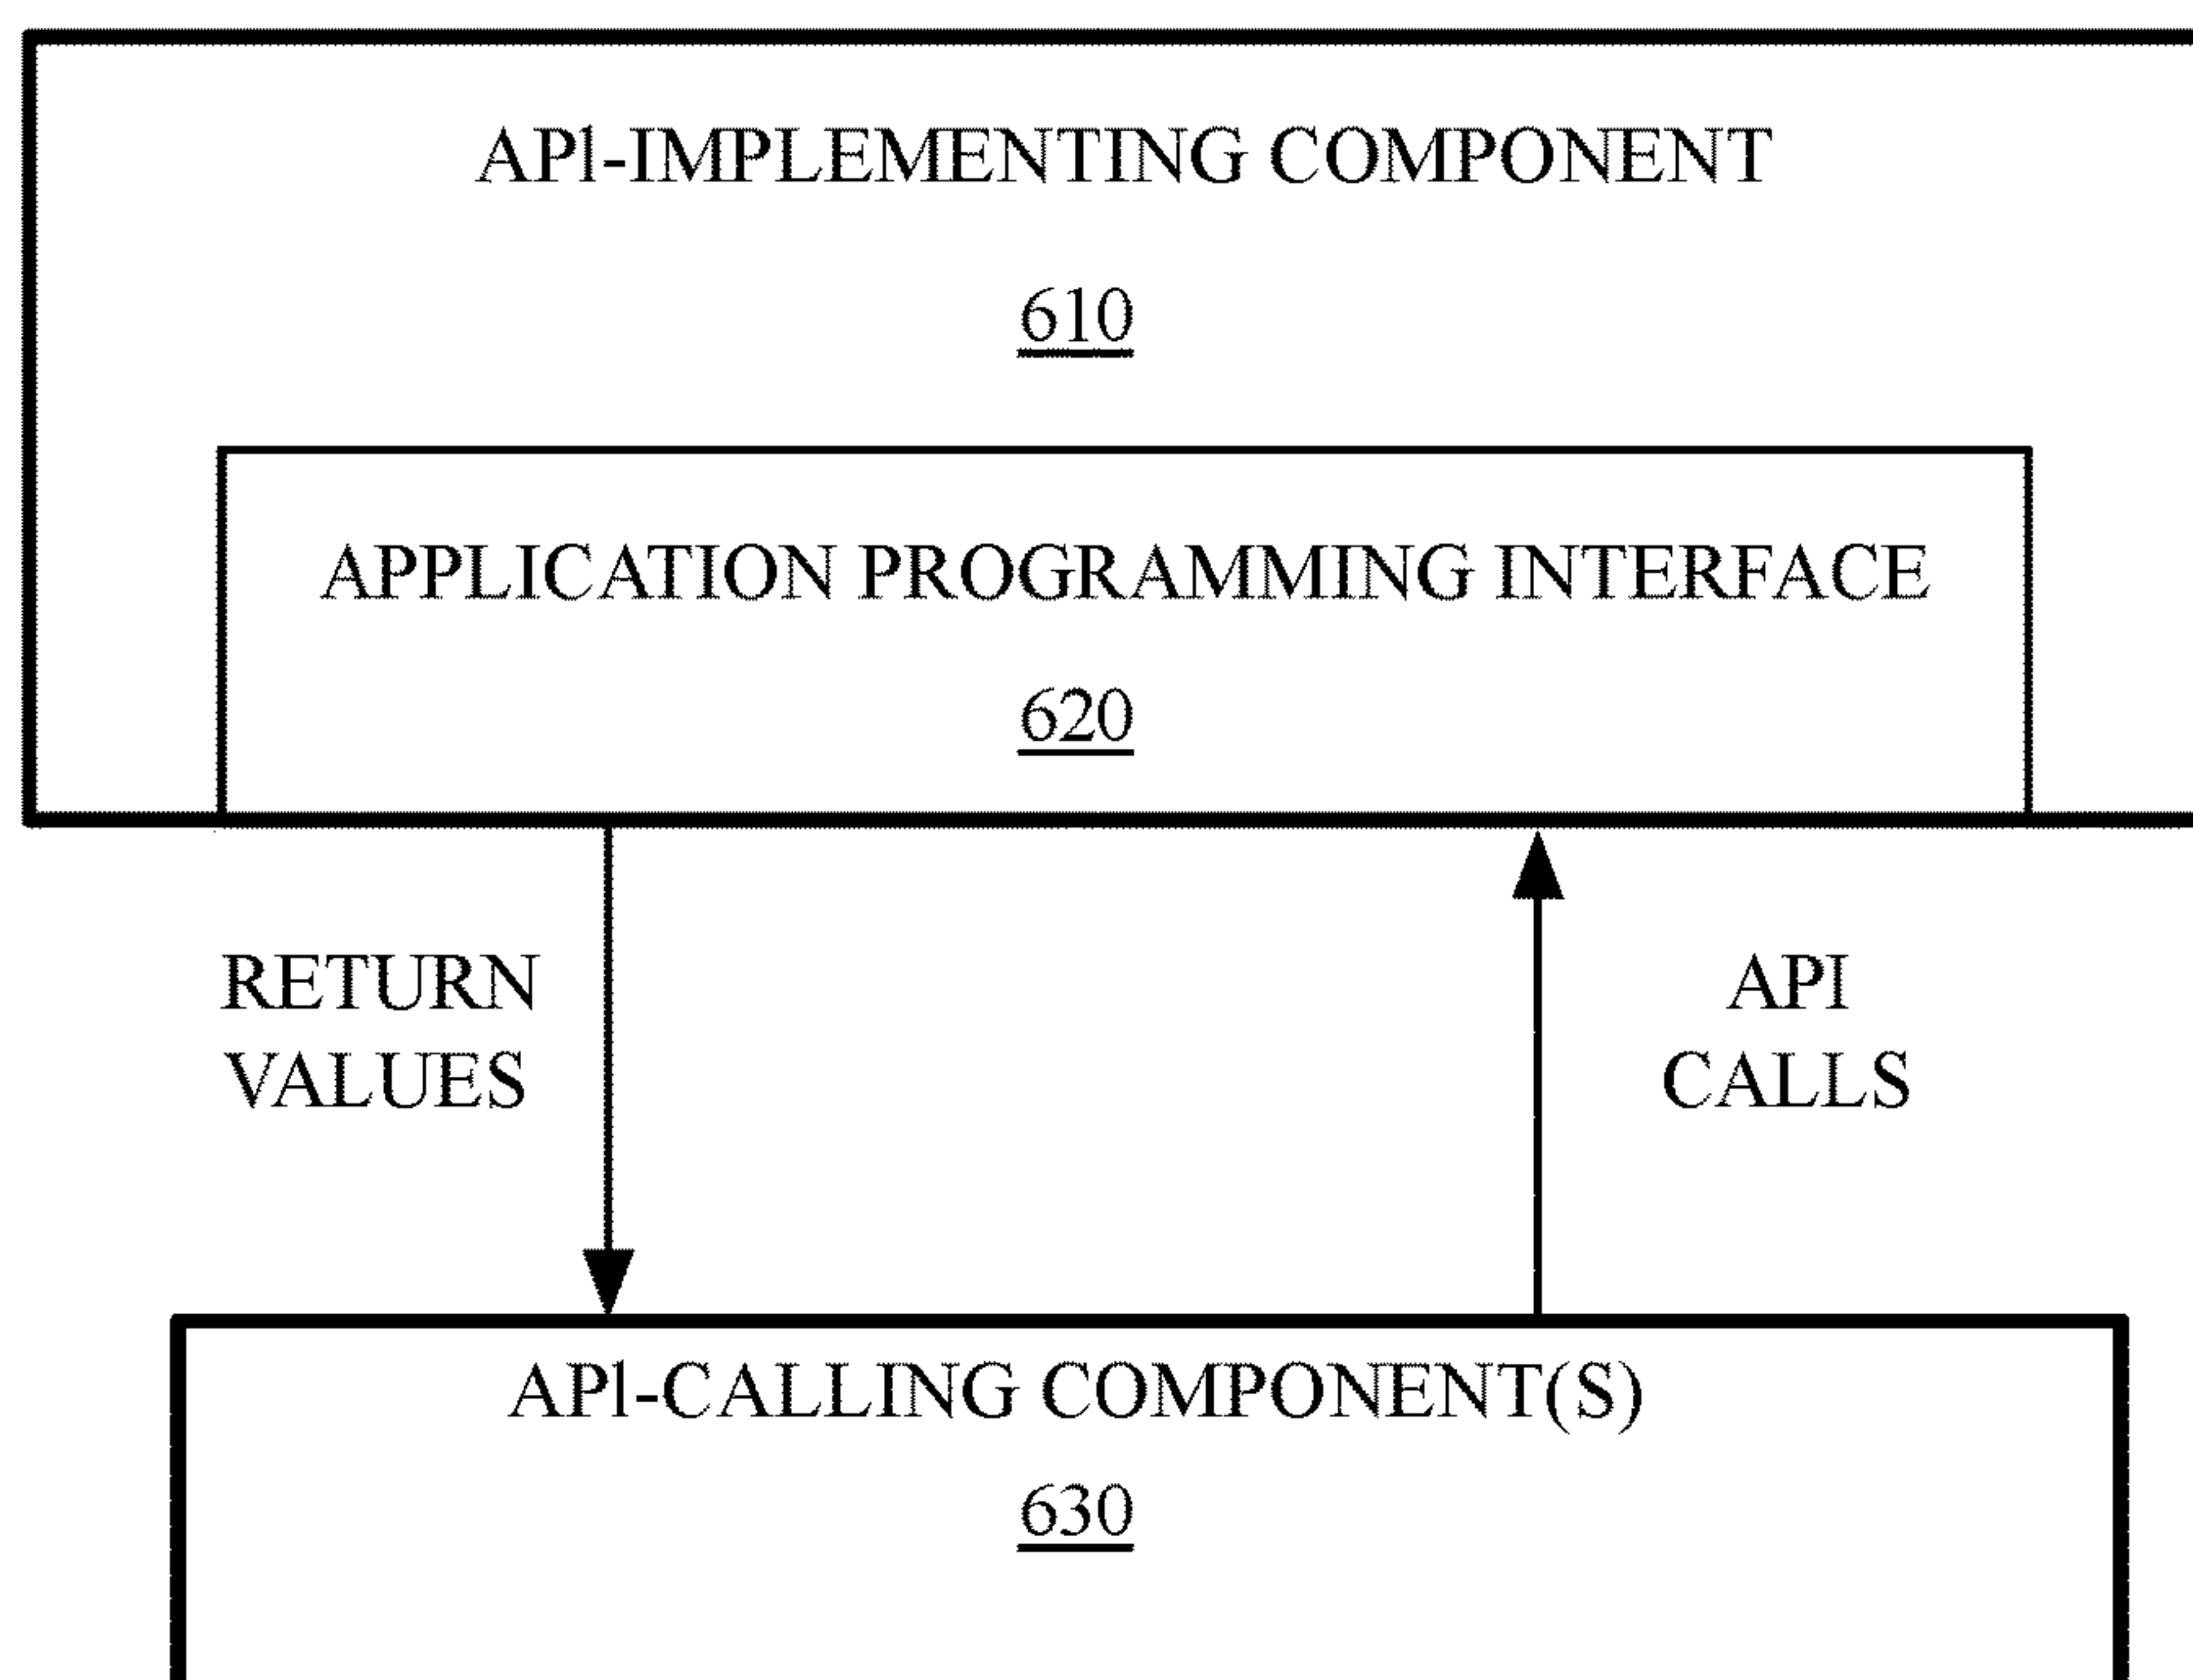 API-IMPLEMENTING COMPONENT
610
APPLICATION PROGRAMMING INTERFACE
620
RETURN
VALUES
API
CALLS
API-CALLING COMPONENT(S)
630